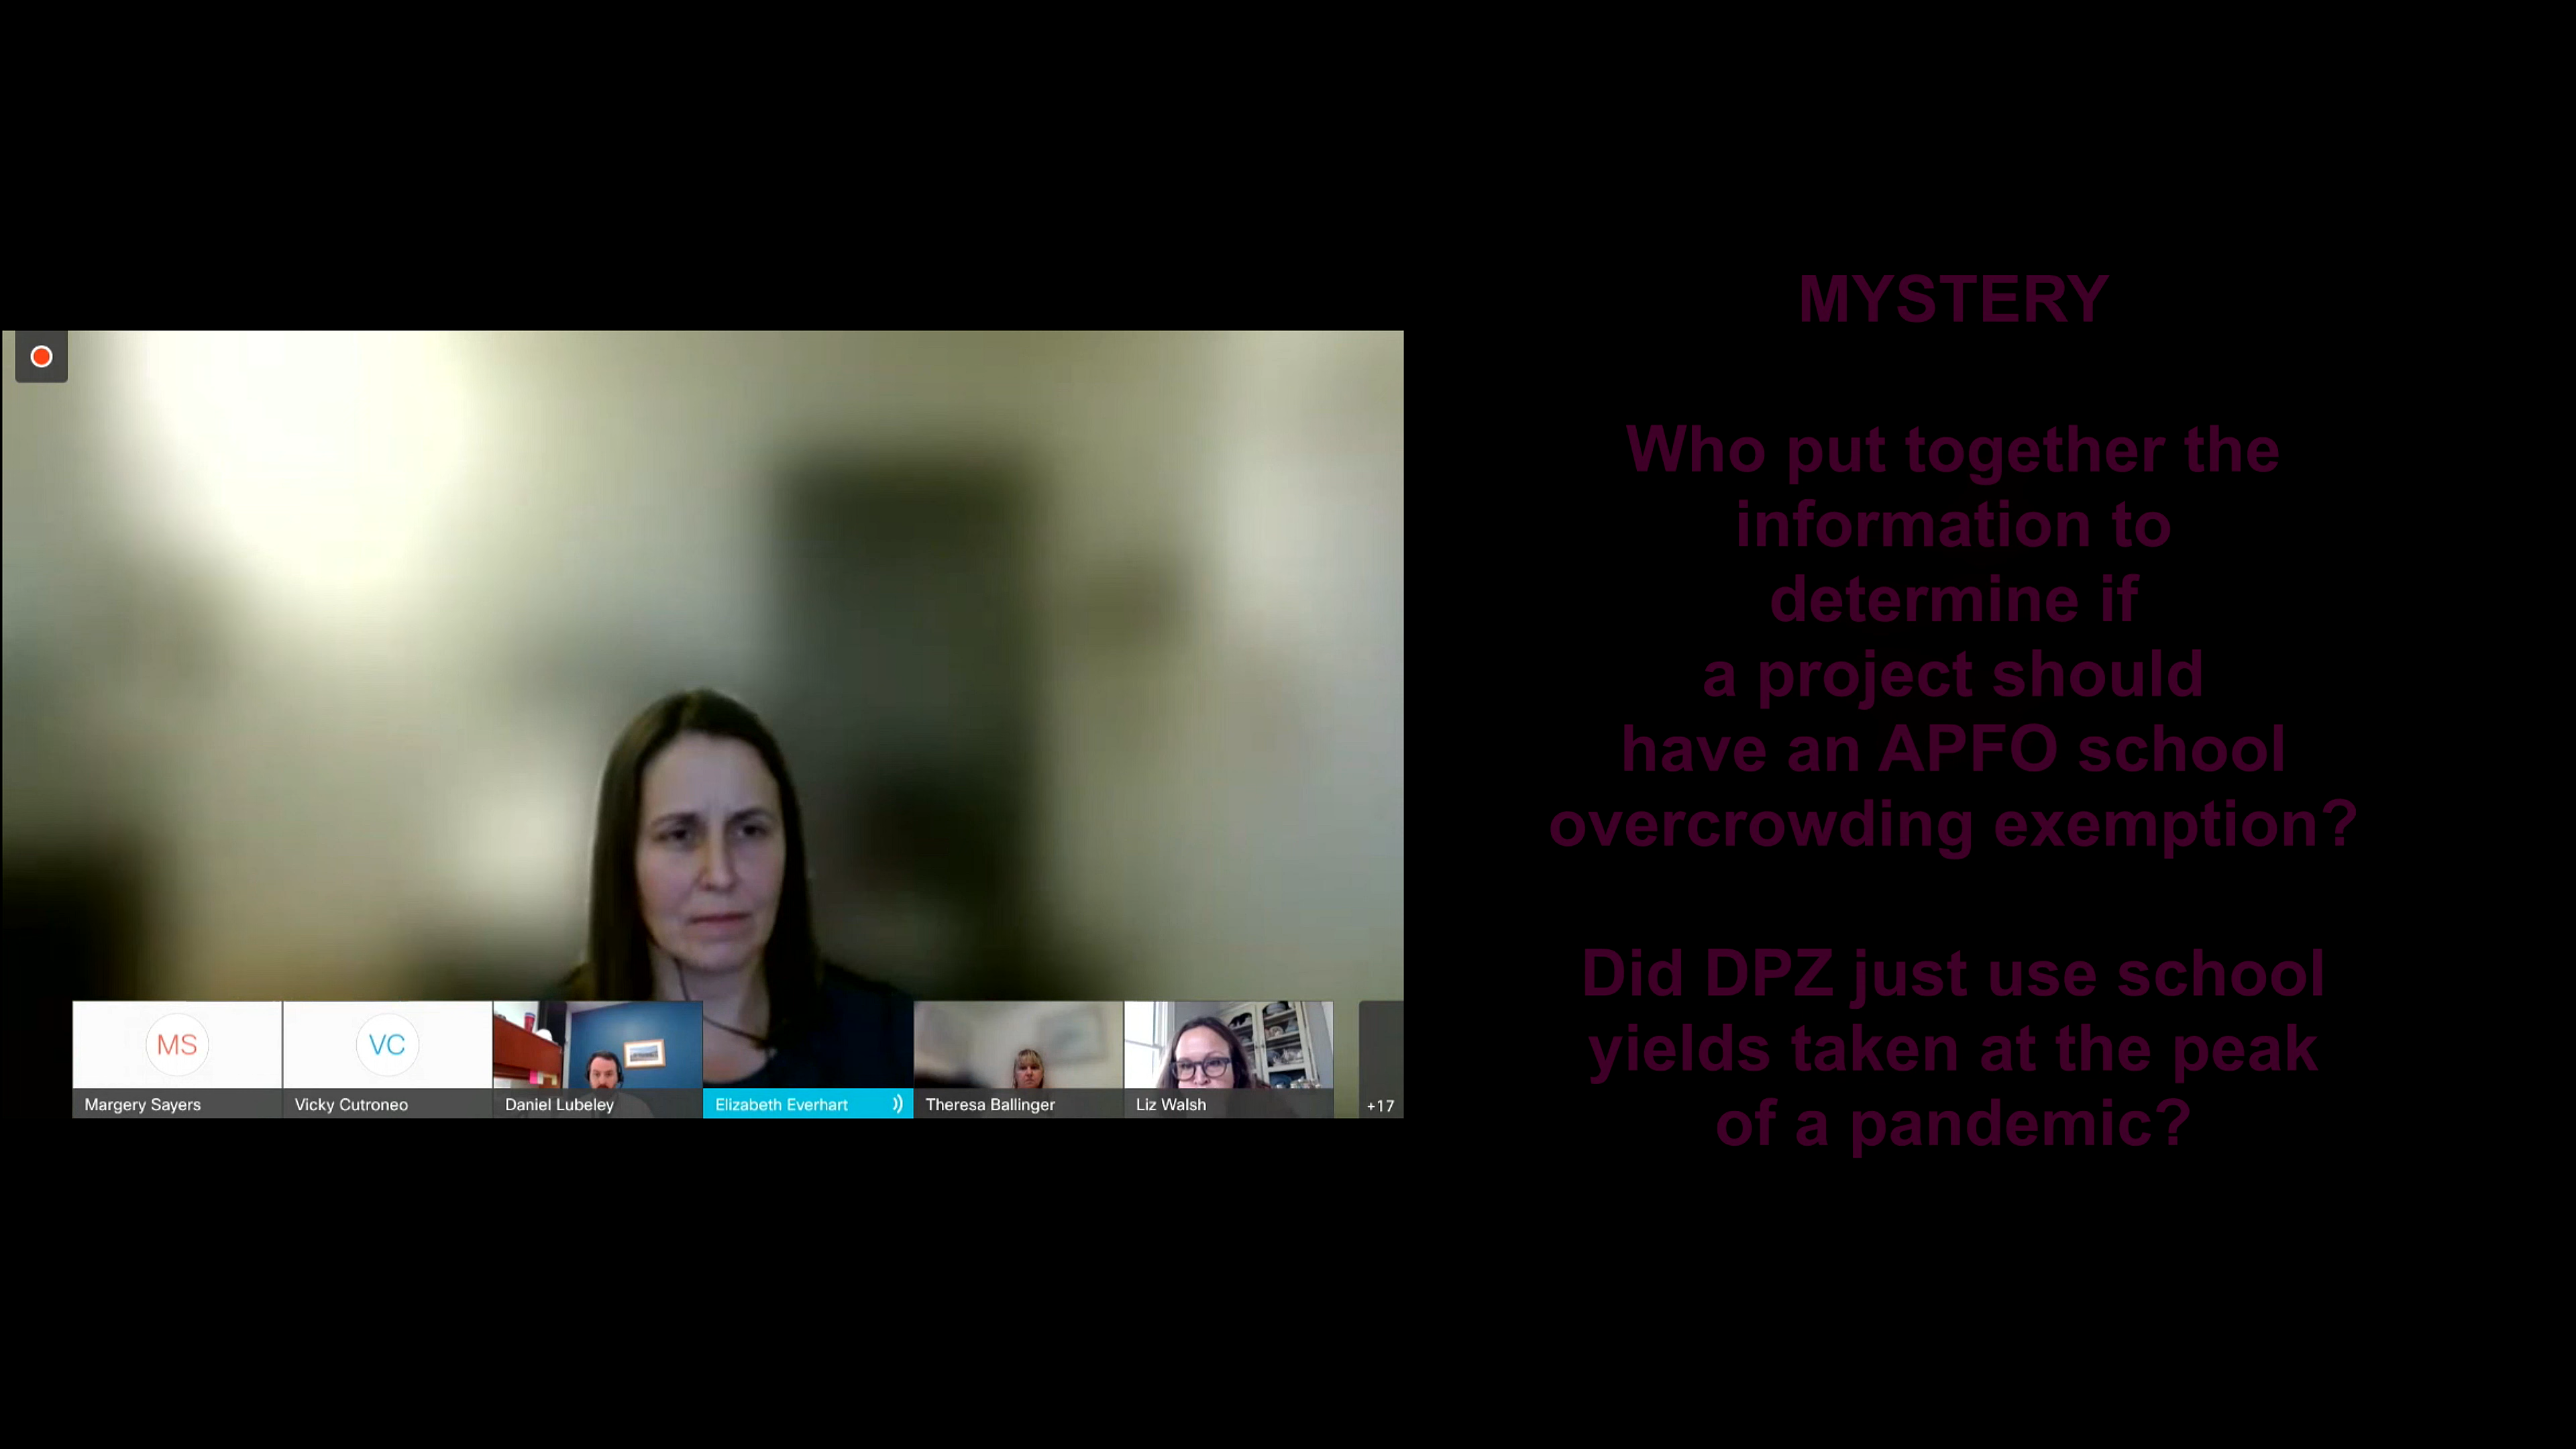 MYSTERY
Who put together the
information to
determine if
a project should
have an APFO school
overcrowding exemption?
Did DPZ just use school
yields taken at the peak
of a pandemic?
MS
VC
Margery Sayers
Vicky Cutroneo
Daniel Lubeley
Elizabeth Everhart
Theresa Ballinger
Liz Walsh
+17